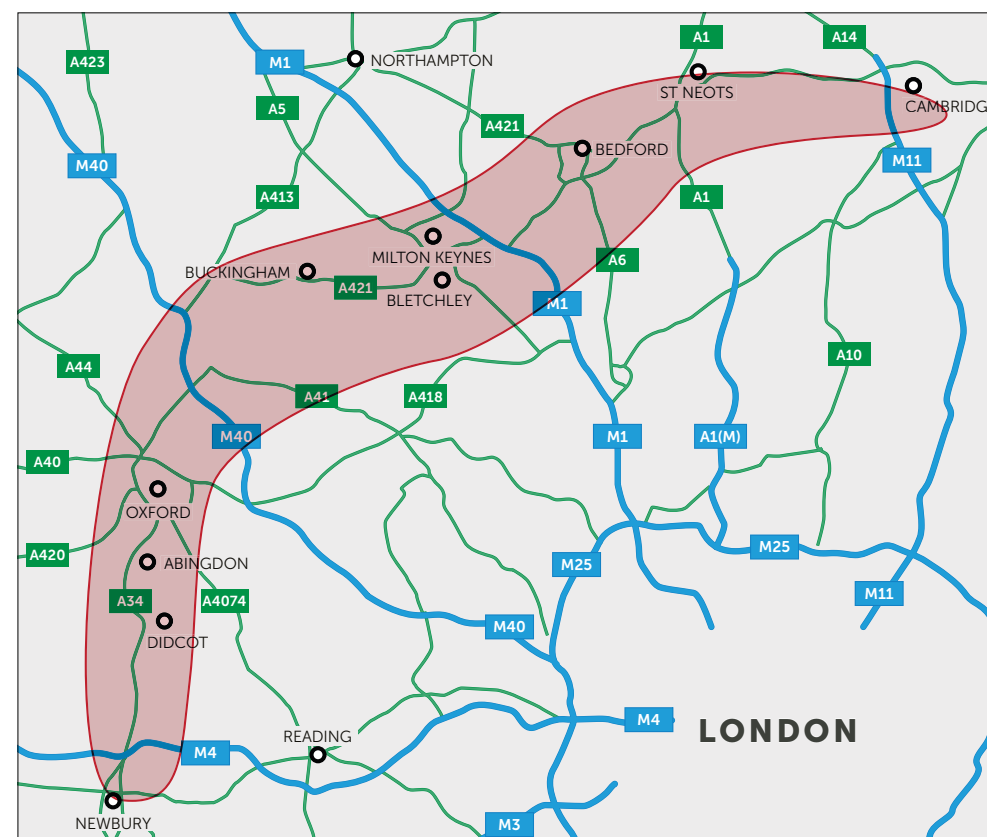 A1
A14
A423
M1
NORTHAMPTON
ST NEOTS
CAMBRIDG
A5
A421
BEDFORD
M40
M11
A413
A1
MILTON KEYNES
A6
BUCKINGHAM
A421
BLETCHLEY
M1
A44
A10
A41
A418
M40
M1
A1(M)
A40
OXFORD
A420
M25
ABINGDON
M25
A34
A4074
M11
DIDCOT
M40
M4
LONDON
READING
M4
NEWBURY
M3